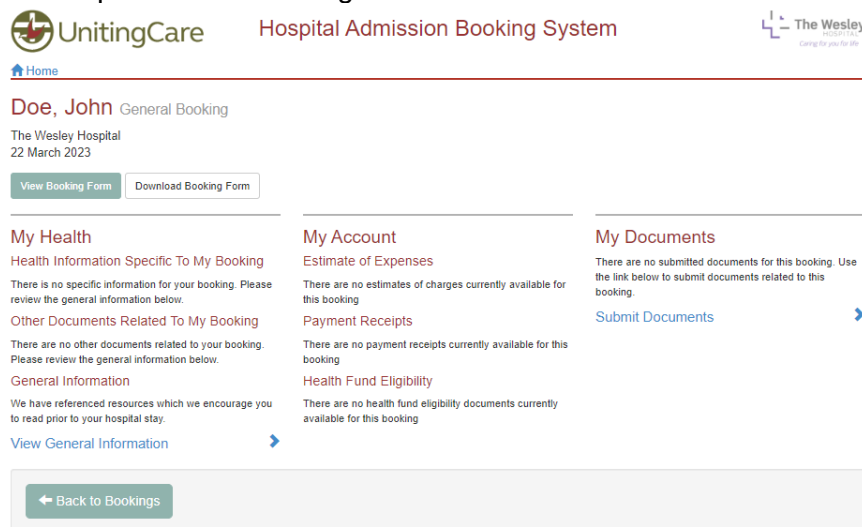 UnitingCare
Hospital Admission Booking System
The Wesley
HOSPITAL
Caring for you for life
Home
Doe, John General Booking
The Wesley Hospital
22 March 2023
View Booking Form
Download Booking Form
My Health
Health Information Specific To My Booking
There is no specific information for your booking. Please
review the general information below.
Other Documents Related To My Booking
There are no other documents related to your booking.
Please review the general information below.
General Information
We have referenced resources which we encourage you
to read prior to your hospital stay.
View General Information
My Account
Estimate of Expenses
There are no estimates of charges currently available for
this booking
Payment Receipts
There are no payment receipts currently available for this
booking
Health Fund Eligibility
There are no health fund eligibility documents currently
available for this booking
My Documents
There are no submitted documents for this booking. Use
the link below to submit documents related to this
booking.
Submit Documents
Back to Bookings